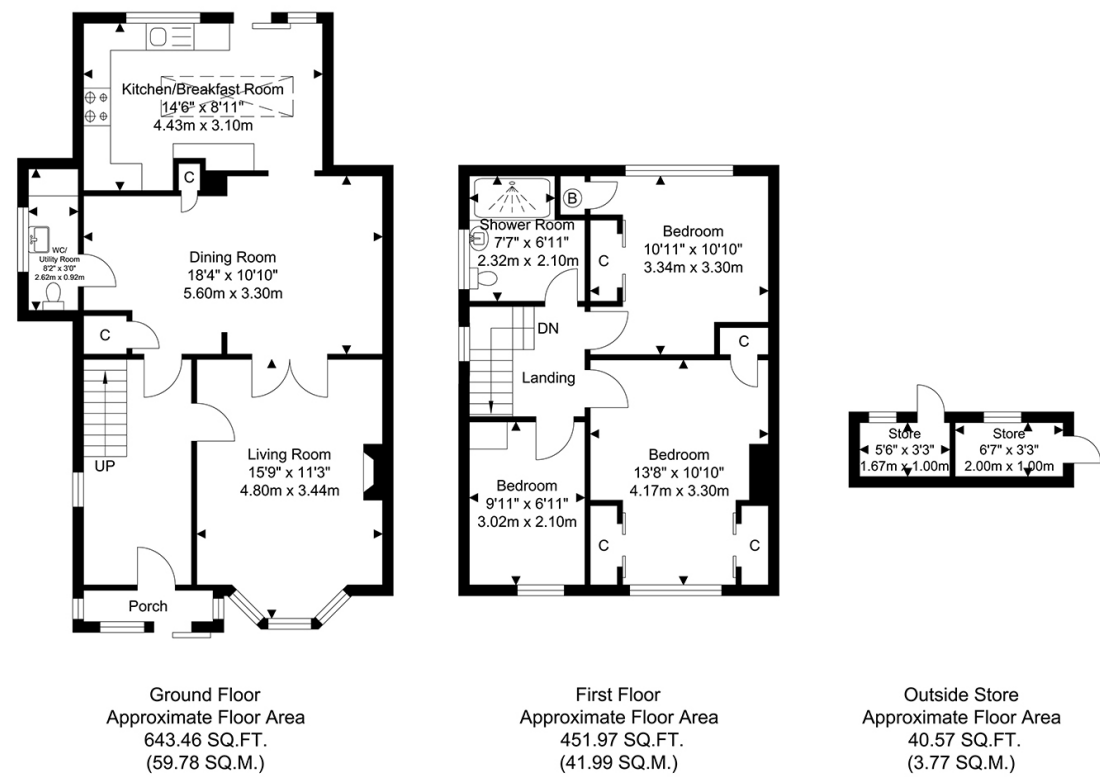 Kitchen/Breakfast Room
14'6" x 8'11"
4.43m x 3.10m
C
WC/
Utility Room
8'2" x 3'0"
2.62m x 0.92m
Dining Room
18'4" x 10'10"
5.60m x 3.30m
C
UP
Living Room
15'9" x 11'3"
4.80m x 3.44m
Porch
Ground Floor
Approximate Floor Area
643.46 SQ.FT.
(59.78 SQ.M.)
B
Shower Room
7'7" x 6'11"
2.32m x 2.10m
C
Bedroom
10'11" x 10'10"
3.34m x 3.30m
DN
C
Landing
Bedroom
13'8" x 10'10"
4.17m x 3.30m
Bedroom
9'11" x 6'11"
3.02m x 2.10m
C
C
First Floor
Approximate Floor Area
451.97 SQ.FT.
(41.99 SQ.M.)
Store
5'6" x 3'3"
1.67m x 1.00m
Store
6'7" x 3'3"
2.00m x 1.00m
Outside Store
Approximate Floor Area
40.57 SQ.FT.
(3.77 SQ.M.)